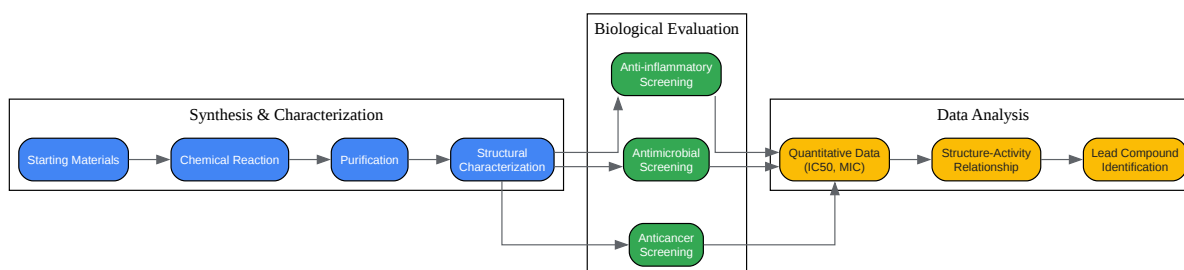 Synthesis & Characterization
Starting Materials
Chemical Reaction
Purification
Structural
Characterization
Biological Evaluation
Anti-inflammatory
Screening
Antimicrobial
Screening
Anticancer
Screening
Data Analysis
Quantitative Data
(IC50, MIC)
Structure-Activity
Relationship
Lead Compound
Identification